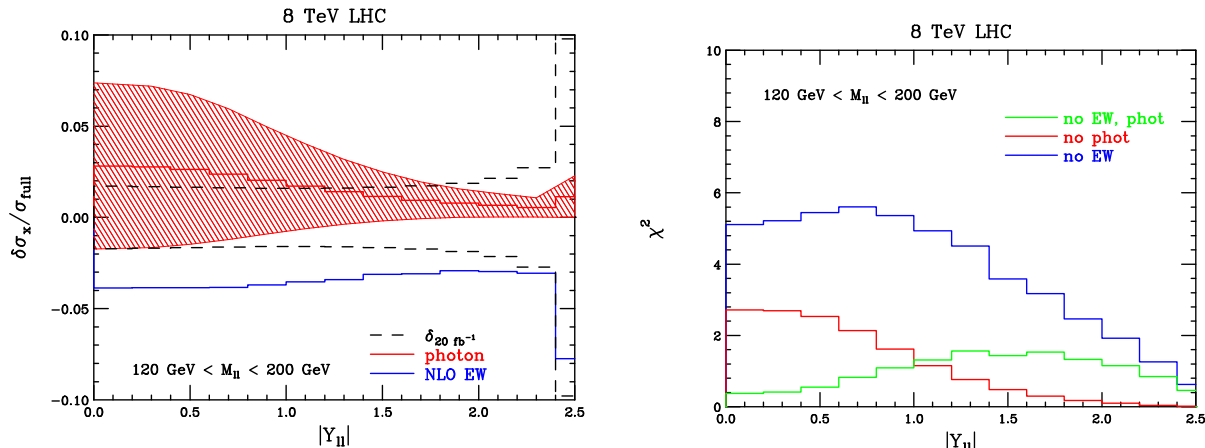 8 TeV LHC
0.10
0.05
0.00
−0.05
−0.10
δσx/σfull
δ20 fb⁻¹
photon
NLO EW
120 GeV < Mll < 200 GeV
0.0 0.5 1.0 1.5 2.0 2.5
|Yll|
8 TeV LHC
10
8
6
4
2
0
χ²
120 GeV < Mll < 200 GeV
no EW, phot
no phot
no EW
0.0 0.5 1.0 1.5 2.0 2.5
|Yll|